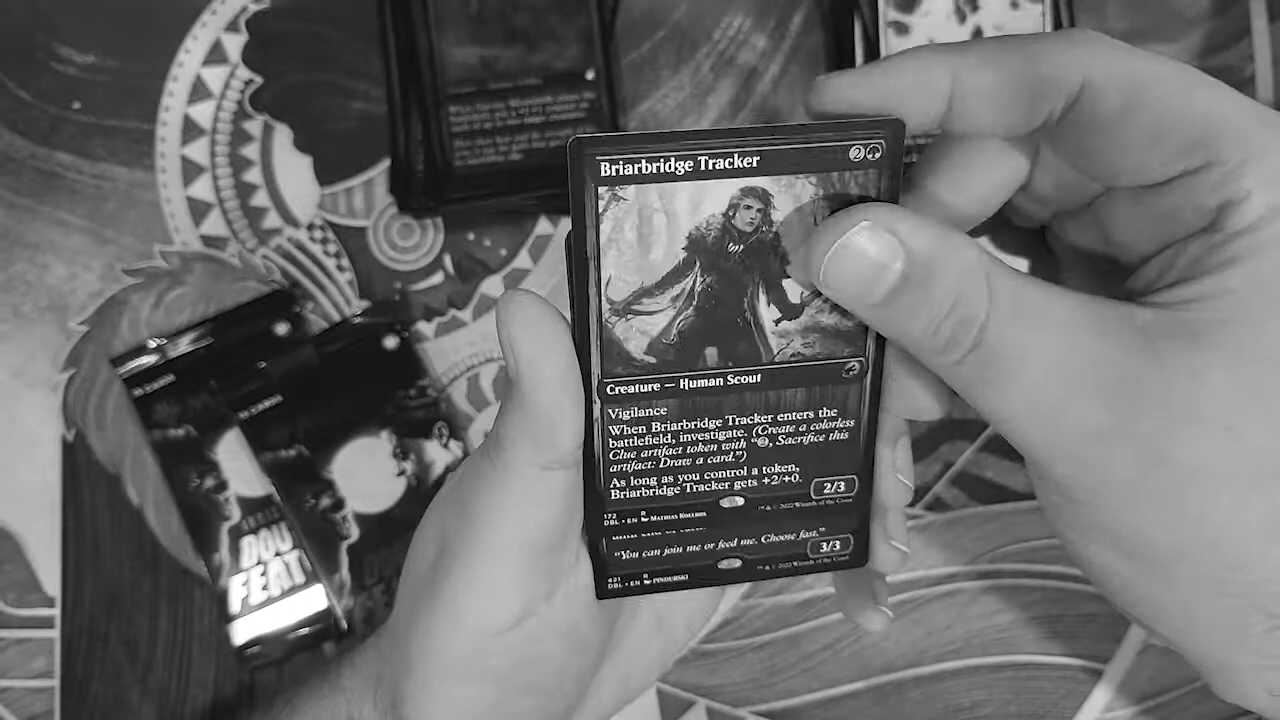 Briarbridge Tracker 2
Creature — Human Scout
Vigilance
When Briarbridge Tracker enters the
battlefield, investigate. (Create a colorless
Clue artifact token with "2, Sacrifice this
artifact: Draw a card.")
As long as you control a token,
Briarbridge Tracker gets +2/+0.
2/3
172 R
DBL • EN MATHIAS KOLLROS
™ & © 2022 Wizards of the Coast
"You can join me or feed me. Choose fast."
3/3
421 R
DBL • EN PINDURSKI
™ & © 2022 Wizards of the Coast
DOU
FEAT